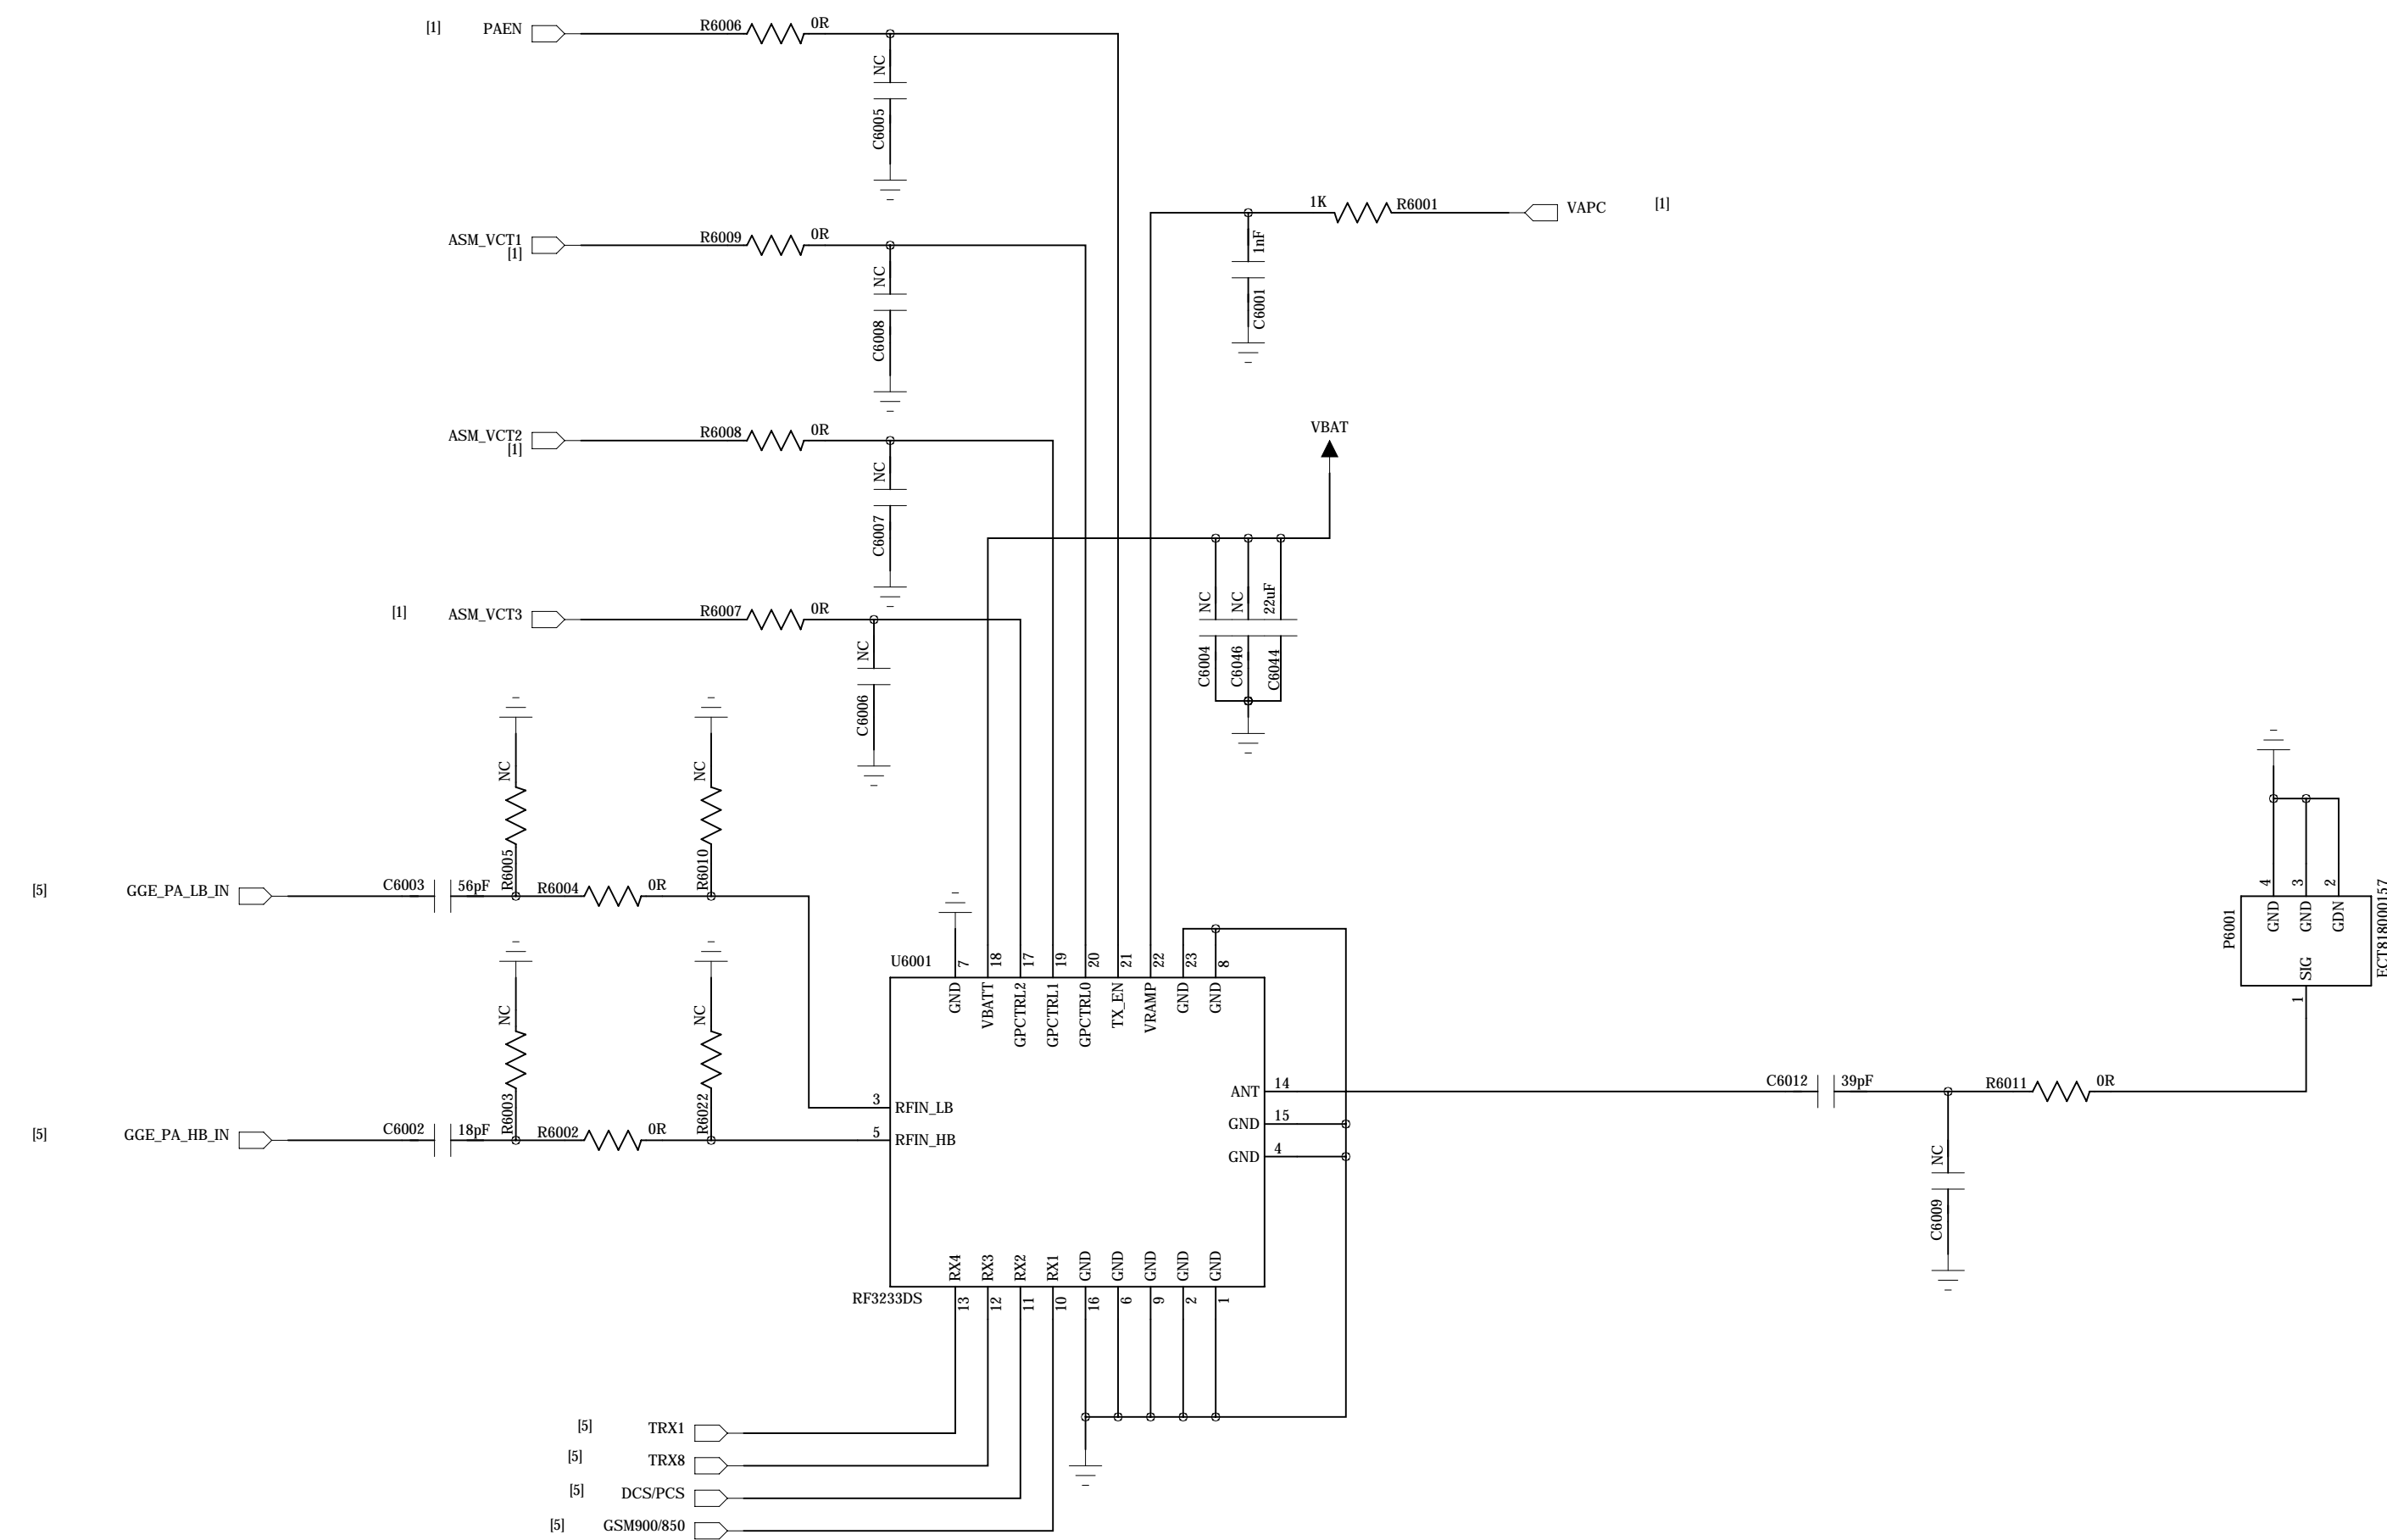 [1] PAEN R6006 0R
NC
C6005
1K R6001 VAPC [1]
1nF
C6001
ASM_VCT1 R6009 0R
[1]
NC
C6008
VBAT
ASM_VCT2 R6008 0R
[1]
NC
C6007
NC NC 22uF
C6004 C6046 C6044
[1] ASM_VCT3 R6007 0R
NC
C6006
NC NC
R6005 R6010
[5] GGE_PA_LB_IN C6003 56pF R6004 0R
NC NC
R6003 R6022
[5] GGE_PA_HB_IN C6002 18pF R6002 0R
U6001
7 18 17 19 20 21 22 23 8
GND VBATT GPCTRL2 GPCTRL1 GPCTRL0 TX_EN VRAMP GND GND
3 RFIN_LB
5 RFIN_HB
ANT 14
GND 15
GND 4
C6012 39pF R6011 0R
NC
C6009
P6001
4 3 2
GND GND GDN
SIG
1
ECT818000157
RX4 RX3 RX2 RX1 GND GND GND GND GND
RF3233DS
13 12 11 10 16 6 9 2 1
[5] TRX1
[5] TRX8
[5] DCS/PCS
[5] GSM900/850